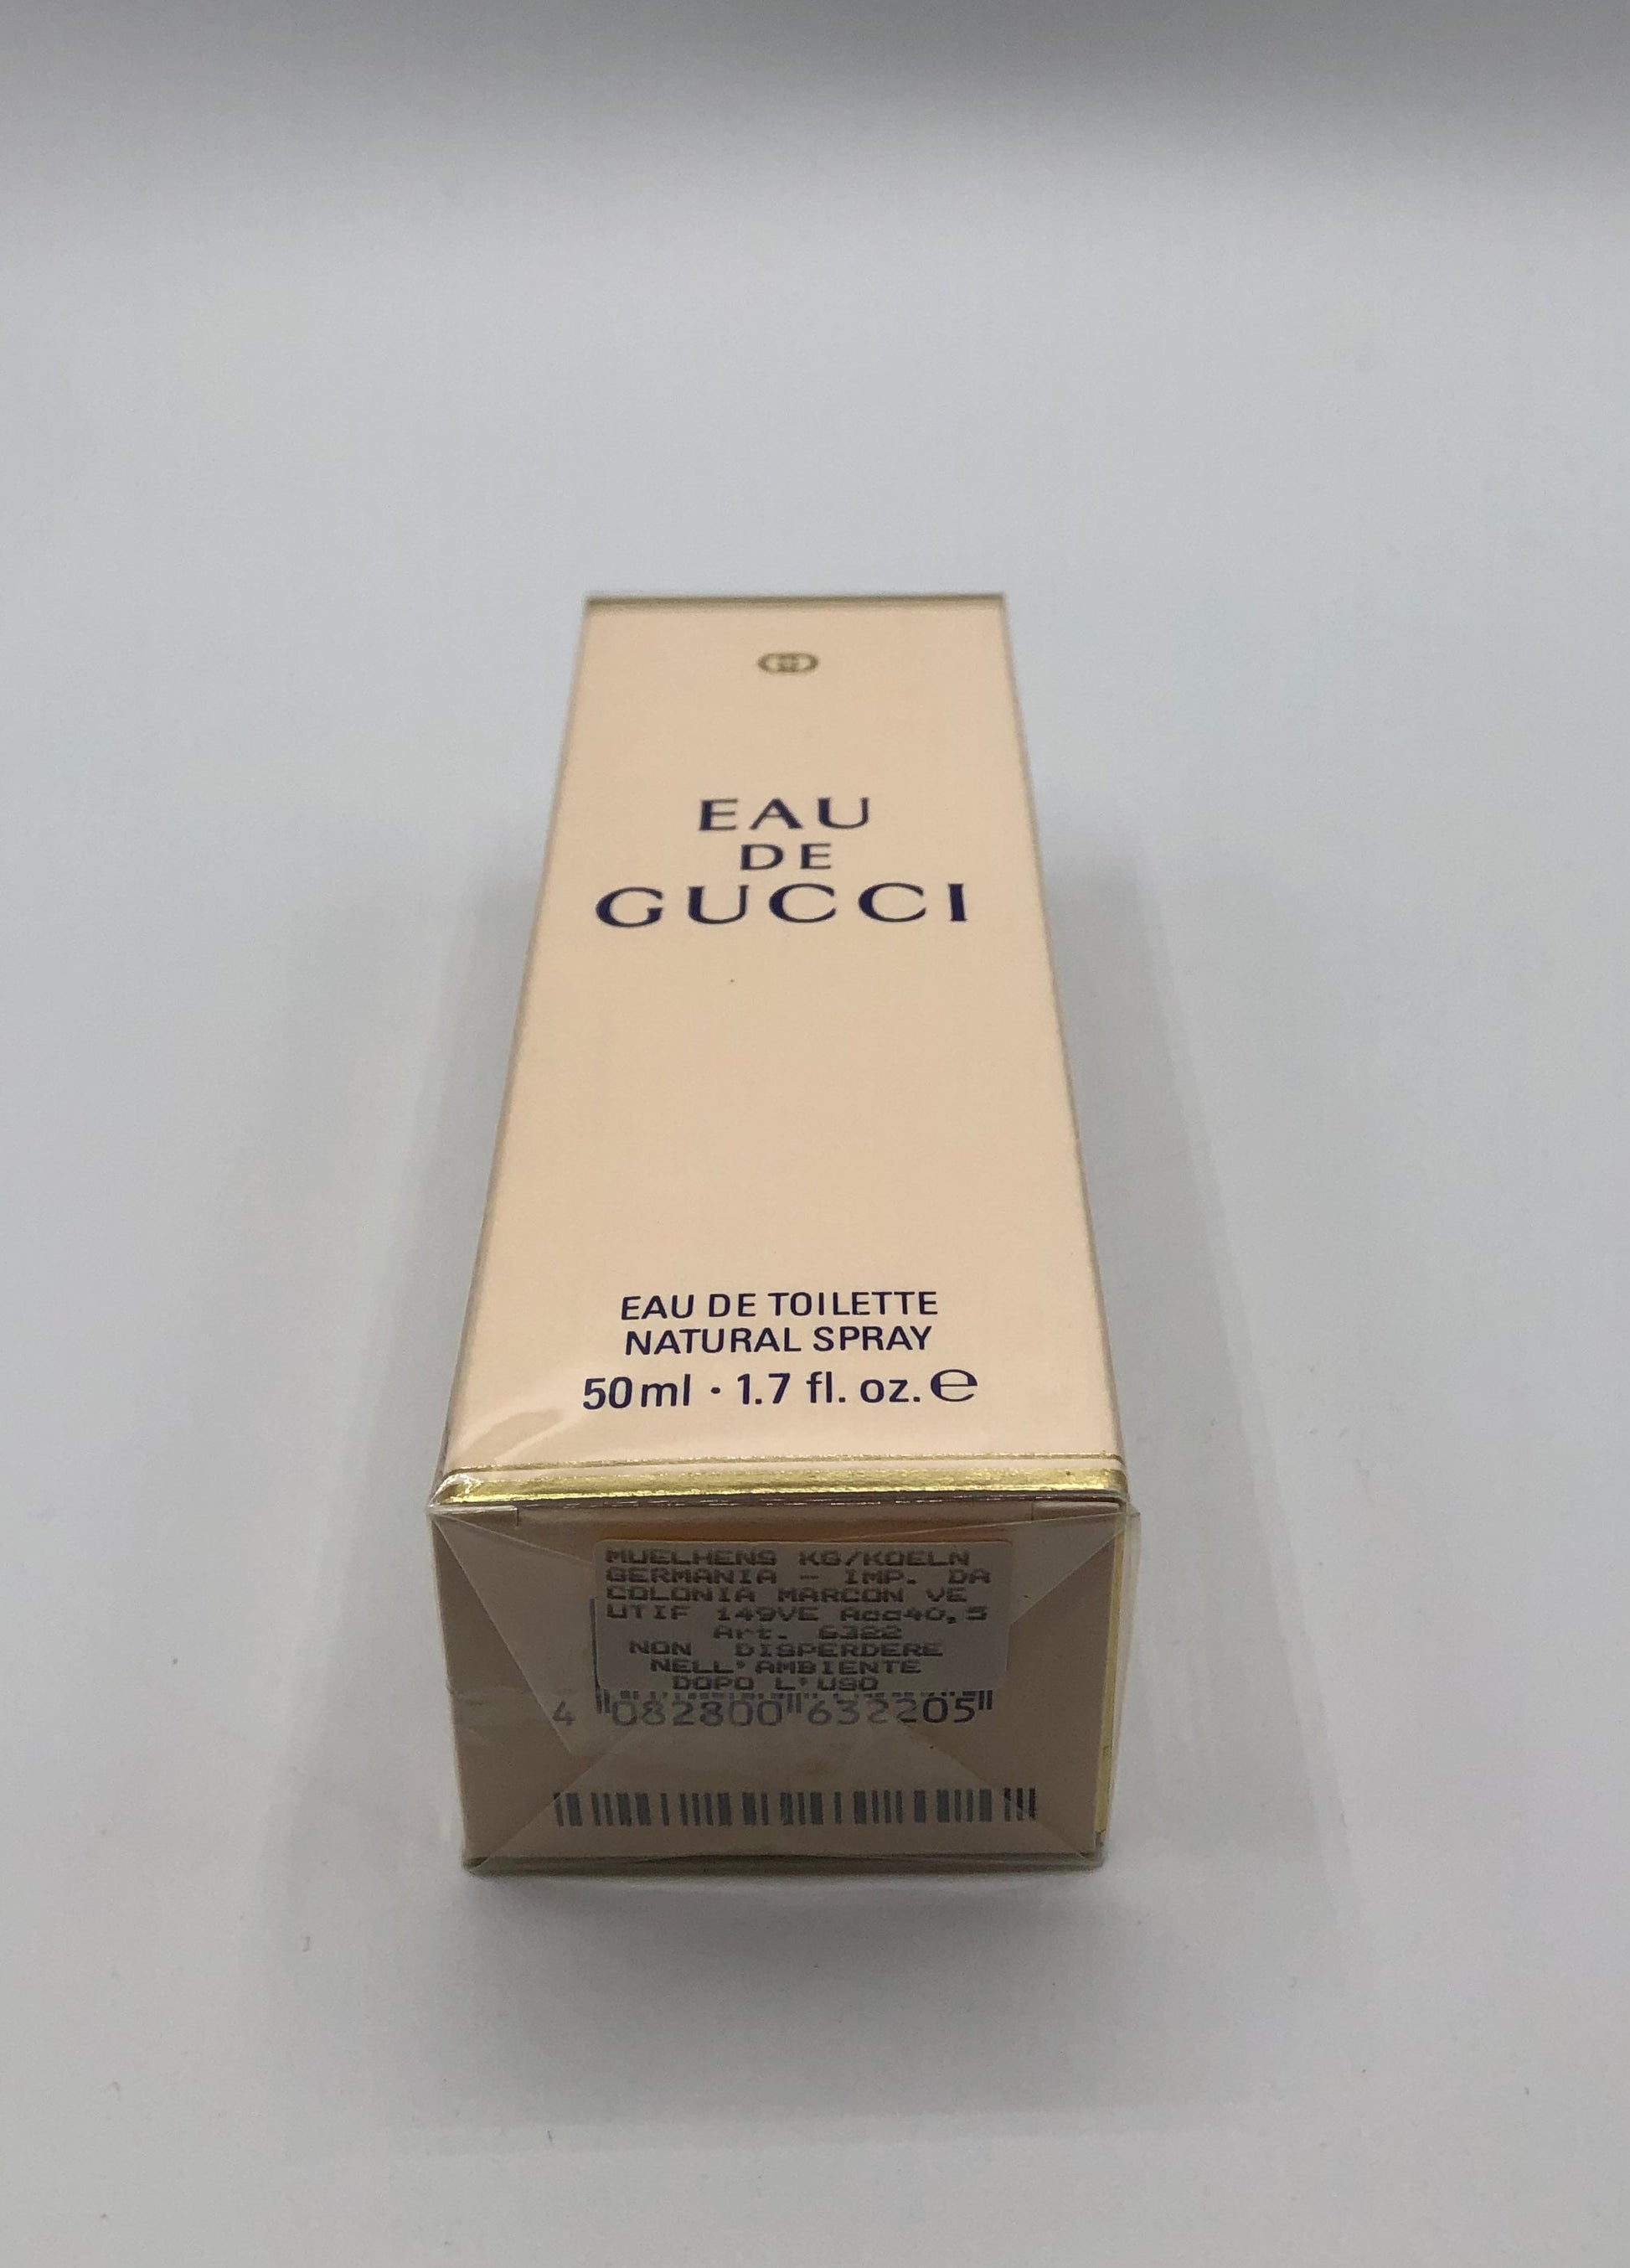 EAU
DE
GUCCI
EAU DE TOILETTE
NATURAL SPRAY
50ml · 1.7 fl. oz. ℮
MUELHENS KG/KOELN
GERMANIA - IMP. DA
COLONIA MARCON VE
UTIF 149VE Acc40,5
Art. 6322
NON DISPERDERE
NELL'AMBIENTE
DOPO L'USO
4 082800 632205